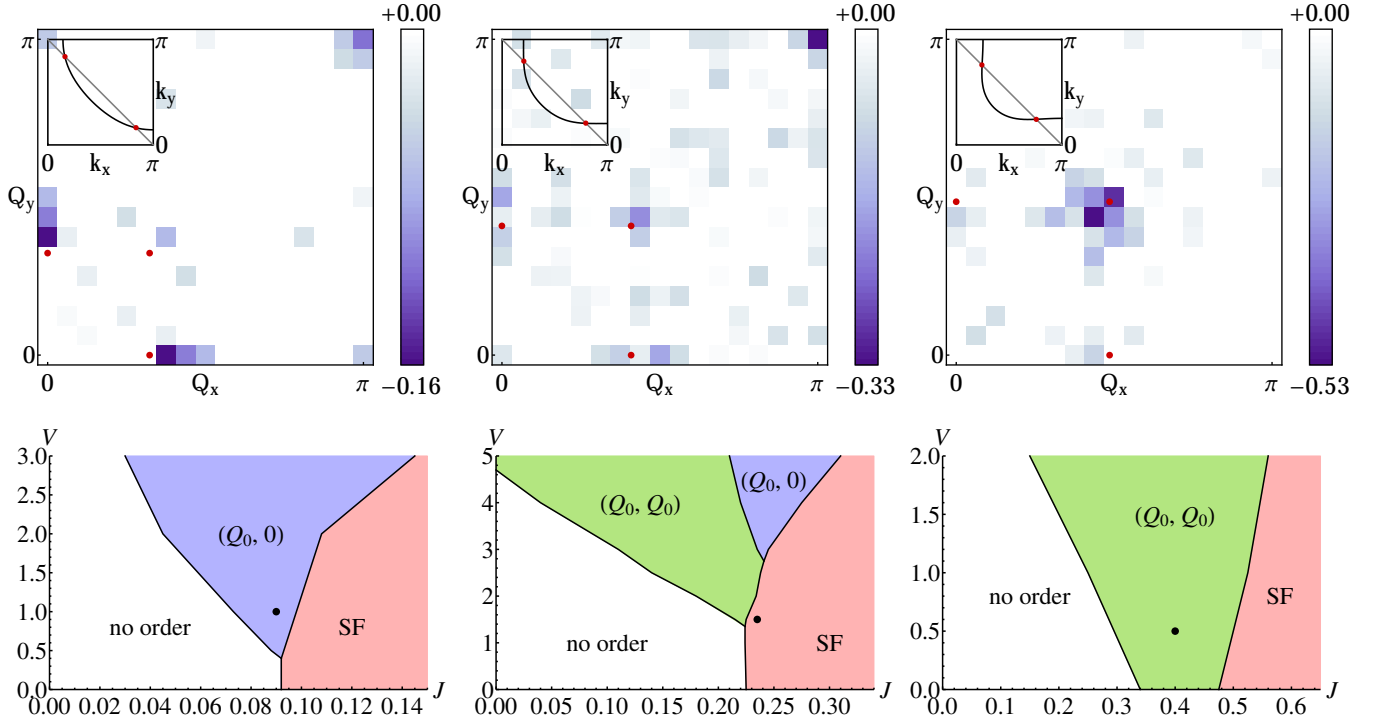 +0.00
+0.00
+0.00
π π
π π
π π
k_y
k_y
k_y
0
0
0
0 k_x π
0 k_x π
0 k_x π
Q_y
Q_y
Q_y
0
0
0
0 Q_x π −0.16
0 Q_x π −0.33
0 Q_x π −0.53
V
3.0
2.5
2.0
1.5
1.0
0.5
0.0
(Q_0, 0)
no order
SF
0.00 0.02 0.04 0.06 0.08 0.10 0.12 0.14 J
V
5
4
3
2
1
0
(Q_0, 0)
(Q_0, Q_0)
no order
SF
0.00 0.05 0.10 0.15 0.20 0.25 0.30 J
V
2.0
1.5
1.0
0.5
0.0
(Q_0, Q_0)
no order
SF
0.0 0.1 0.2 0.3 0.4 0.5 0.6 J